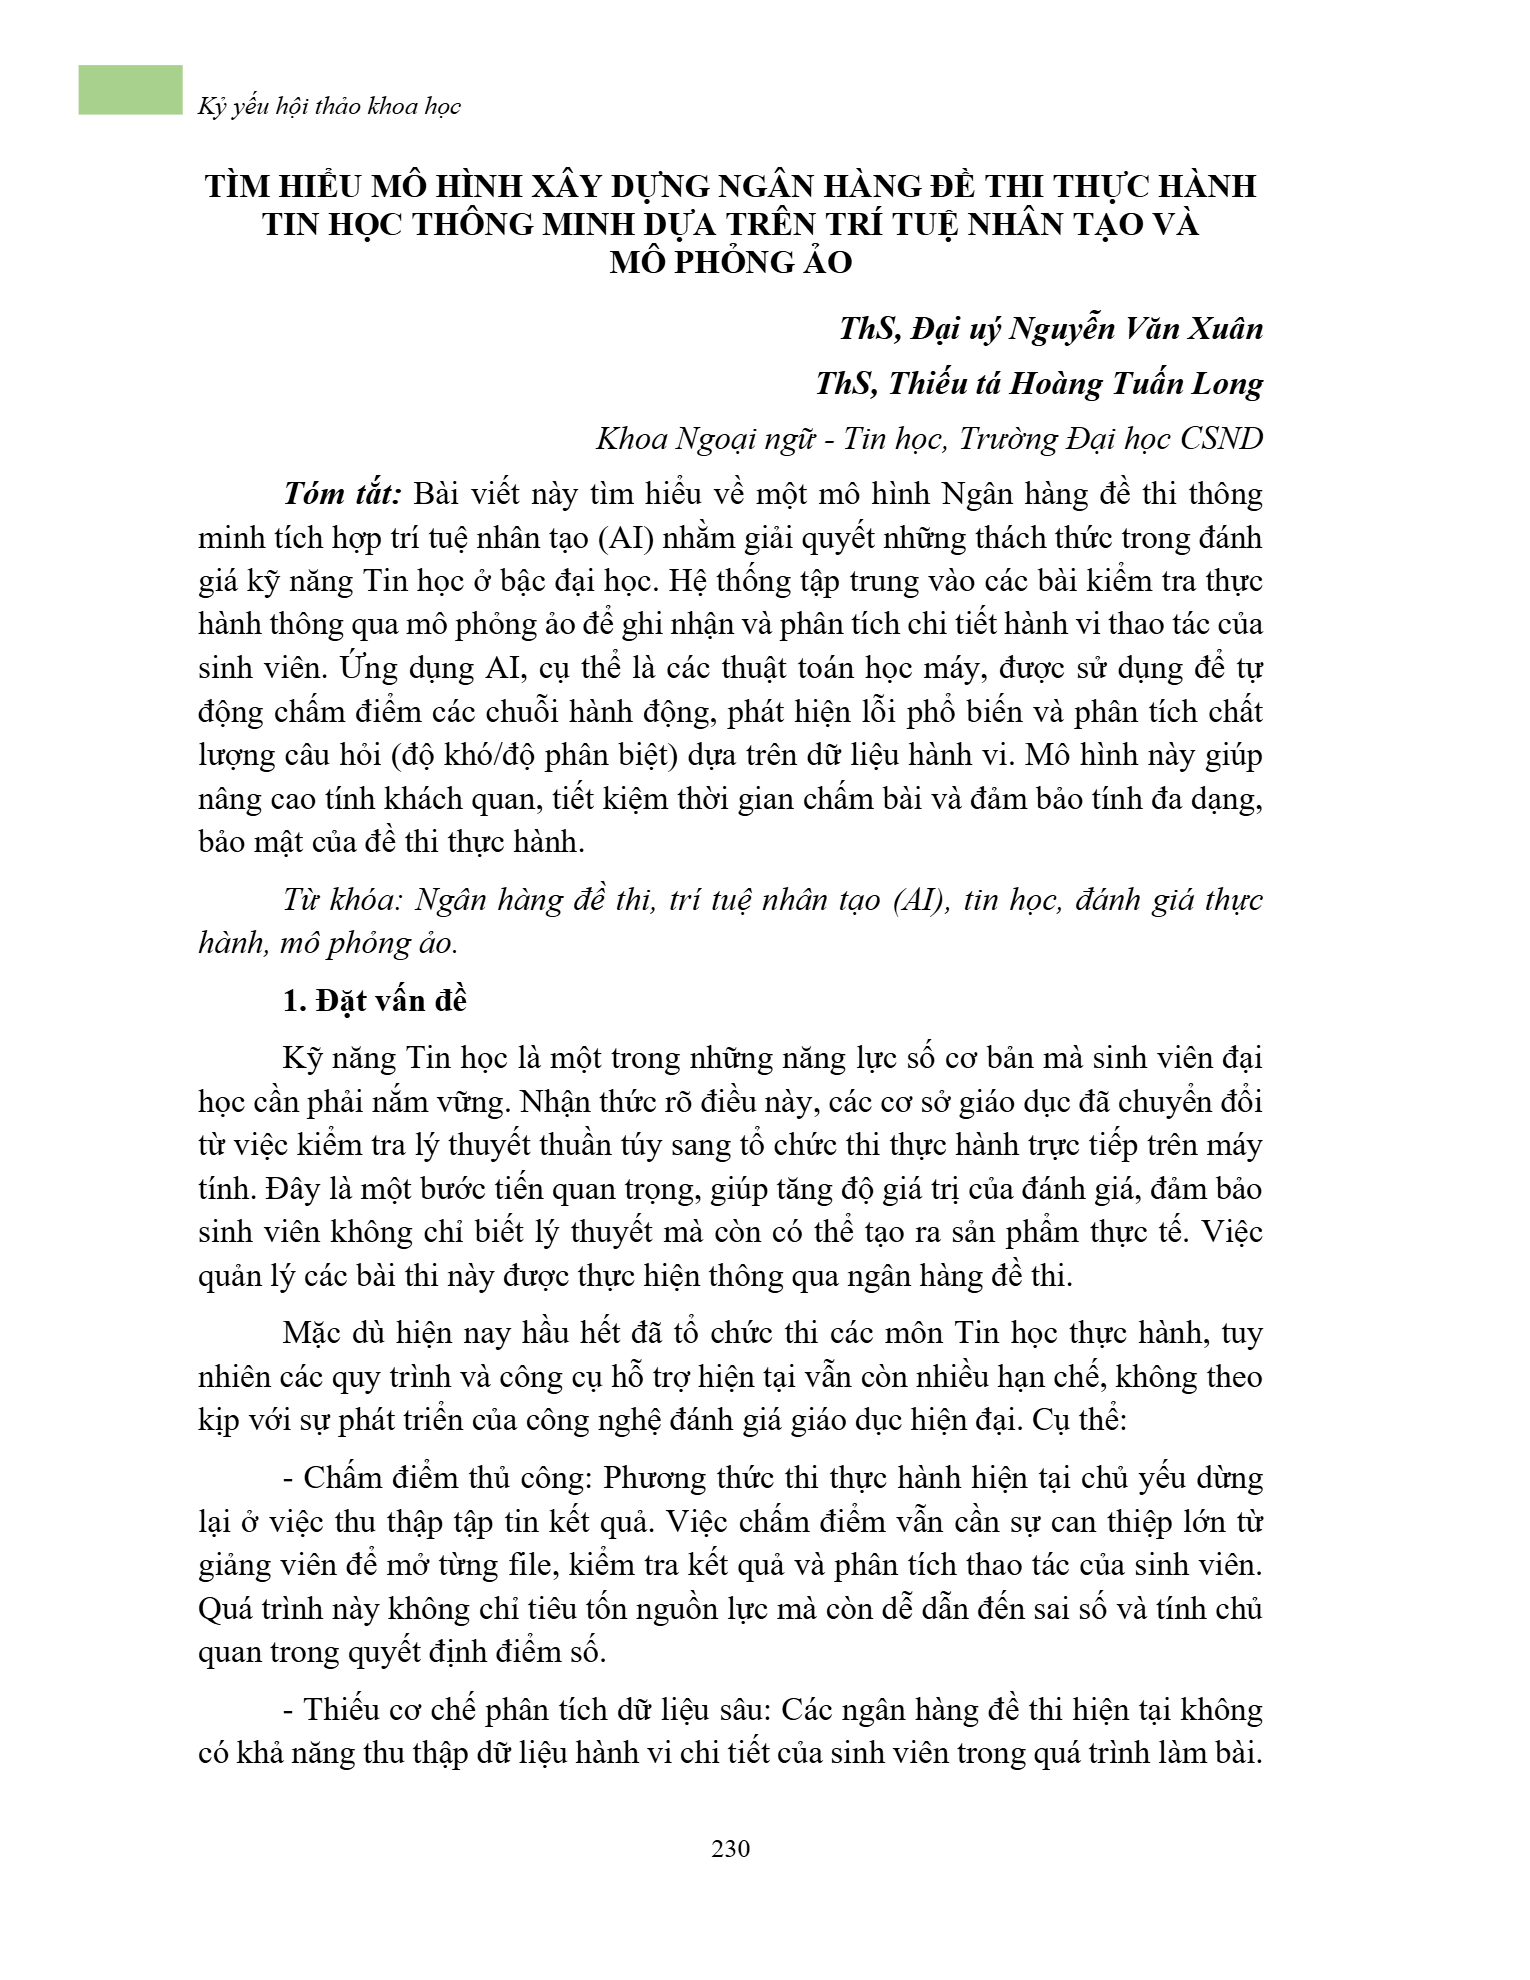 Kỷ yếu hội thảo khoa học
TÌM HIỂU MÔ HÌNH XÂY DỰNG NGÂN HÀNG ĐỀ THI THỰC HÀNH
TIN HỌC THÔNG MINH DỰA TRÊN TRÍ TUỆ NHÂN TẠO VÀ
MÔ PHỎNG ẢO
ThS, Đại uý Nguyễn Văn Xuân
ThS, Thiếu tá Hoàng Tuấn Long
Khoa Ngoại ngữ - Tin học, Trường Đại học CSND
Tóm tắt: Bài viết này tìm hiểu về một mô hình Ngân hàng đề thi thông
minh tích hợp trí tuệ nhân tạo (AI) nhằm giải quyết những thách thức trong đánh
giá kỹ năng Tin học ở bậc đại học. Hệ thống tập trung vào các bài kiểm tra thực
hành thông qua mô phỏng ảo để ghi nhận và phân tích chi tiết hành vi thao tác của
sinh viên. Ứng dụng AI, cụ thể là các thuật toán học máy, được sử dụng để tự
động chấm điểm các chuỗi hành động, phát hiện lỗi phổ biến và phân tích chất
lượng câu hỏi (độ khó/độ phân biệt) dựa trên dữ liệu hành vi. Mô hình này giúp
nâng cao tính khách quan, tiết kiệm thời gian chấm bài và đảm bảo tính đa dạng,
bảo mật của đề thi thực hành.
Từ khóa: Ngân hàng đề thi, trí tuệ nhân tạo (AI), tin học, đánh giá thực
hành, mô phỏng ảo.
1. Đặt vấn đề
Kỹ năng Tin học là một trong những năng lực số cơ bản mà sinh viên đại
học cần phải nắm vững. Nhận thức rõ điều này, các cơ sở giáo dục đã chuyển đổi
từ việc kiểm tra lý thuyết thuần túy sang tổ chức thi thực hành trực tiếp trên máy
tính. Đây là một bước tiến quan trọng, giúp tăng độ giá trị của đánh giá, đảm bảo
sinh viên không chỉ biết lý thuyết mà còn có thể tạo ra sản phẩm thực tế. Việc
quản lý các bài thi này được thực hiện thông qua ngân hàng đề thi.
Mặc dù hiện nay hầu hết đã tổ chức thi các môn Tin học thực hành, tuy
nhiên các quy trình và công cụ hỗ trợ hiện tại vẫn còn nhiều hạn chế, không theo
kịp với sự phát triển của công nghệ đánh giá giáo dục hiện đại. Cụ thể:
- Chấm điểm thủ công: Phương thức thi thực hành hiện tại chủ yếu dừng
lại ở việc thu thập tập tin kết quả. Việc chấm điểm vẫn cần sự can thiệp lớn từ
giảng viên để mở từng file, kiểm tra kết quả và phân tích thao tác của sinh viên.
Quá trình này không chỉ tiêu tốn nguồn lực mà còn dễ dẫn đến sai số và tính chủ
quan trong quyết định điểm số.
- Thiếu cơ chế phân tích dữ liệu sâu: Các ngân hàng đề thi hiện tại không
có khả năng thu thập dữ liệu hành vi chi tiết của sinh viên trong quá trình làm bài.
230